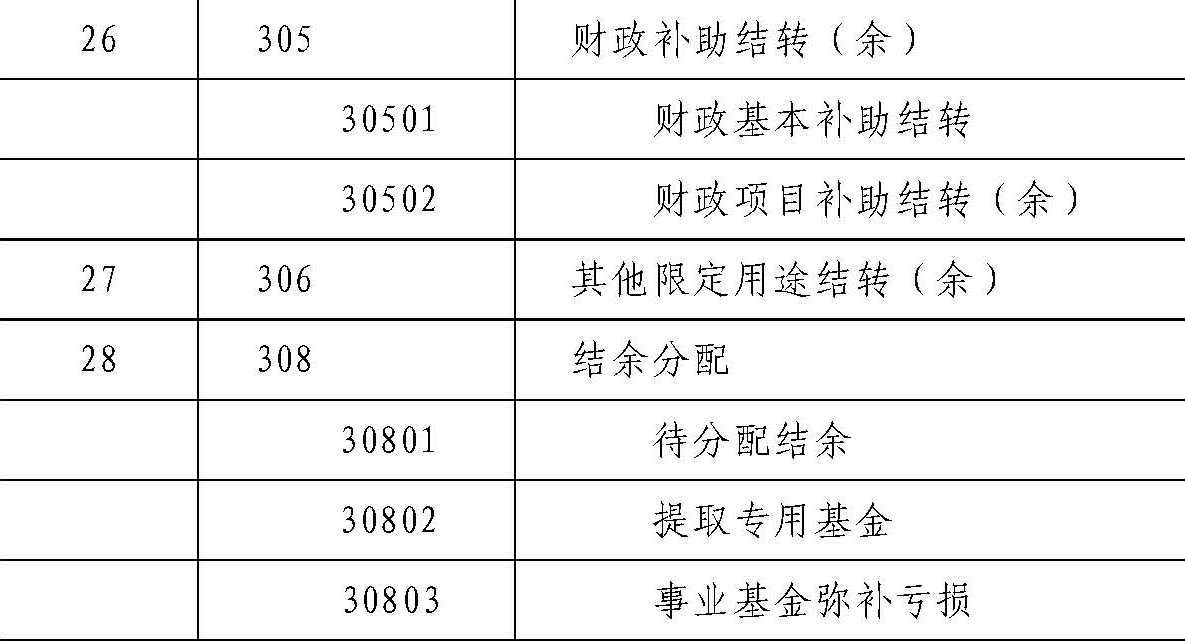 26 305 财政补助结转（余）
30501 财政基本补助结转
30502 财政项目补助结转（余）
27 306 其他限定用途结转（余）
28 308 结余分配
30801 待分配结余
30802 提取专用基金
30803 事业基金弥补亏损